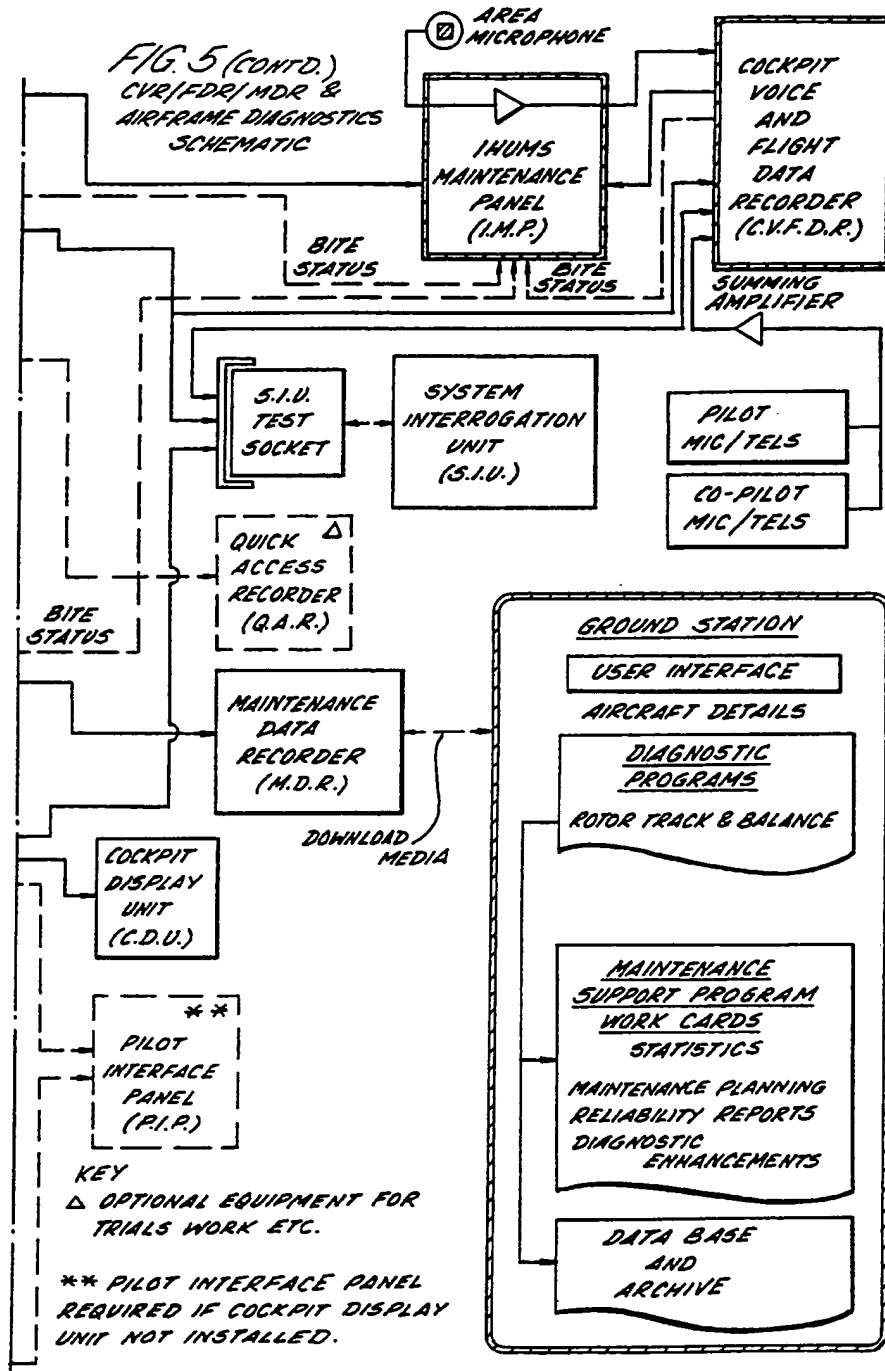 FIG. 5 (CONTD.)
CVR/FDR/MDR &
AIRFRAME DIAGNOSTICS
SCHEMATIC
AREA
MICROPHONE
IHUMS
MAINTENANCE
PANEL
(I.M.P.)
COCKPIT
VOICE
AND
FLIGHT
DATA
RECORDER
(C.V.F.D.R.)
BITE
STATUS
BITE
STATUS
SUMMING
AMPLIFIER
S.I.U.
TEST
SOCKET
SYSTEM
INTERROGATION
UNIT
(S.I.U.)
PILOT
MIC/TELS
CO-PILOT
MIC/TELS
QUICK Δ
ACCESS
RECORDER
(Q.A.R.)
BITE
STATUS
MAINTENANCE
DATA
RECORDER
(M.D.R.)
DOWNLOAD
MEDIA
COCKPIT
DISPLAY
UNIT
(C.D.U.)
**
PILOT
INTERFACE
PANEL
(P.I.P.)
GROUND STATION
USER INTERFACE
AIRCRAFT DETAILS
DIAGNOSTIC
PROGRAMS
ROTOR TRACK & BALANCE
MAINTENANCE
SUPPORT PROGRAM
WORK CARDS
STATISTICS
MAINTENANCE PLANNING
RELIABILITY REPORTS
DIAGNOSTIC
ENHANCEMENTS
DATA BASE
AND
ARCHIVE
KEY
Δ OPTIONAL EQUIPMENT FOR
TRIALS WORK ETC.
** PILOT INTERFACE PANEL
REQUIRED IF COCKPIT DISPLAY
UNIT NOT INSTALLED.